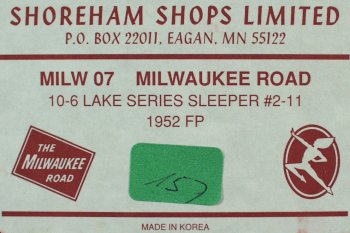 SHOREHAM SHOPS LIMITED
P.O. BOX 22011, EAGAN, MN 55122
MILW 07 MILWAUKEE ROAD
10-6 LAKE SERIES SLEEPER #2-11
1952 FP
THE
MILWAUKEE
ROAD
157
MADE IN KOREA